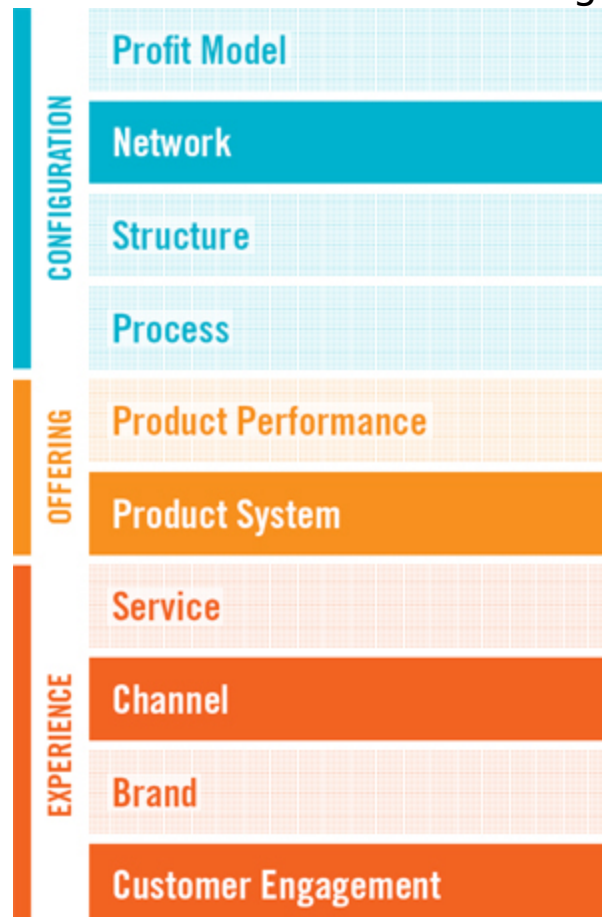 CONFIGURATION
Profit Model
Network
Structure
Process
OFFERING
Product Performance
Product System
EXPERIENCE
Service
Channel
Brand
Customer Engagement